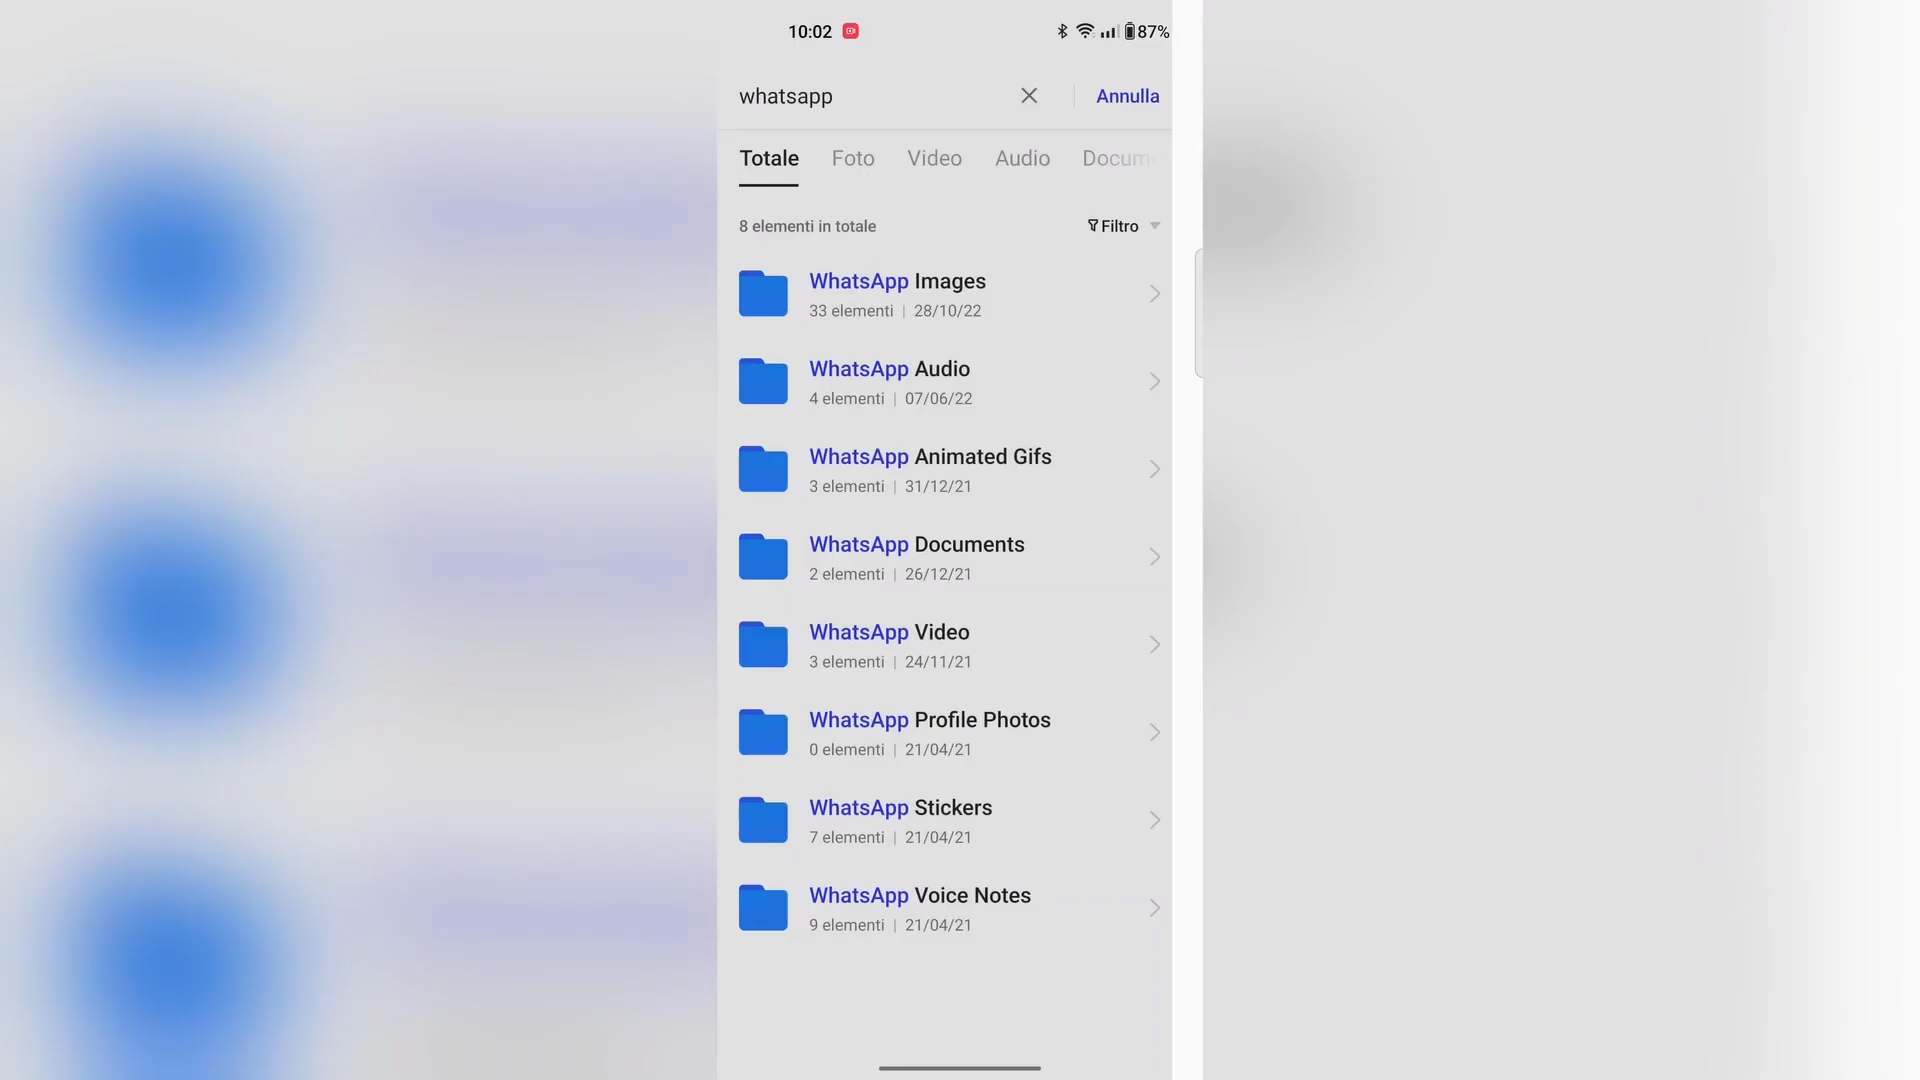 10:02 87%
whatsapp Annulla
Totale Foto Video Audio Docum
8 elementi in totale Filtro
WhatsApp Images
33 elementi | 28/10/22
WhatsApp Audio
4 elementi | 07/06/22
WhatsApp Animated Gifs
3 elementi | 31/12/21
WhatsApp Documents
2 elementi | 26/12/21
WhatsApp Video
3 elementi | 24/11/21
WhatsApp Profile Photos
0 elementi | 21/04/21
WhatsApp Stickers
7 elementi | 21/04/21
WhatsApp Voice Notes
9 elementi | 21/04/21